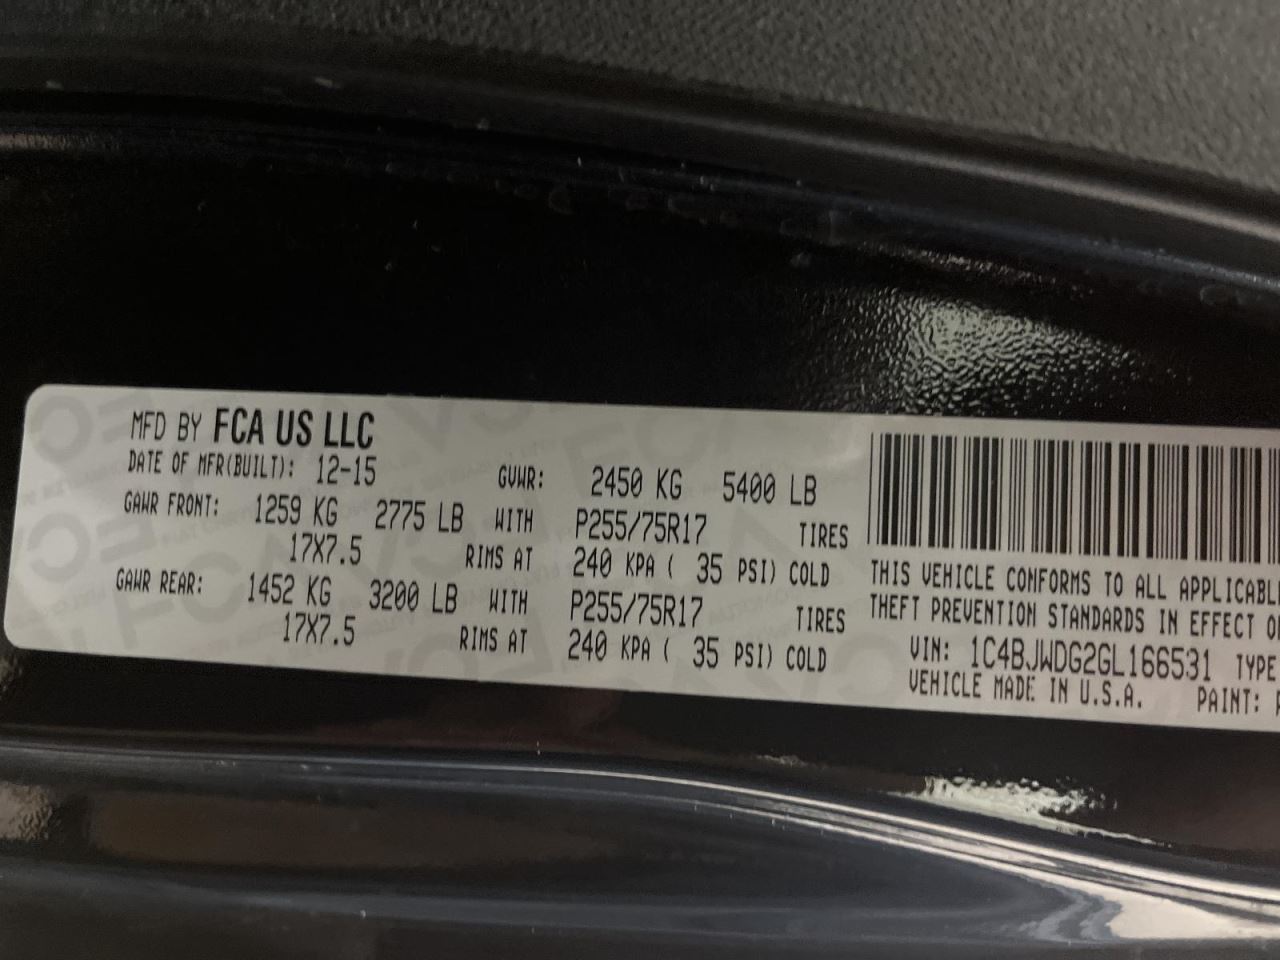 MFD BY FCA US LLC
DATE OF MFR(BUILT): 12-15 GVWR: 2450 KG 5400 LB
GAWR FRONT: 1259 KG 2775 LB WITH P255/75R17 TIRES
17X7.5 RIMS AT 240 KPA ( 35 PSI) COLD
GAWR REAR: 1452 KG 3200 LB WITH P255/75R17 TIRES
17X7.5 RIMS AT 240 KPA ( 35 PSI) COLD
THIS VEHICLE CONFORMS TO ALL APPLICABL
THEFT PREVENTION STANDARDS IN EFFECT O
VIN: 1C4BJWDG2GL166531 TYPE
VEHICLE MADE IN U.S.A. PAINT: